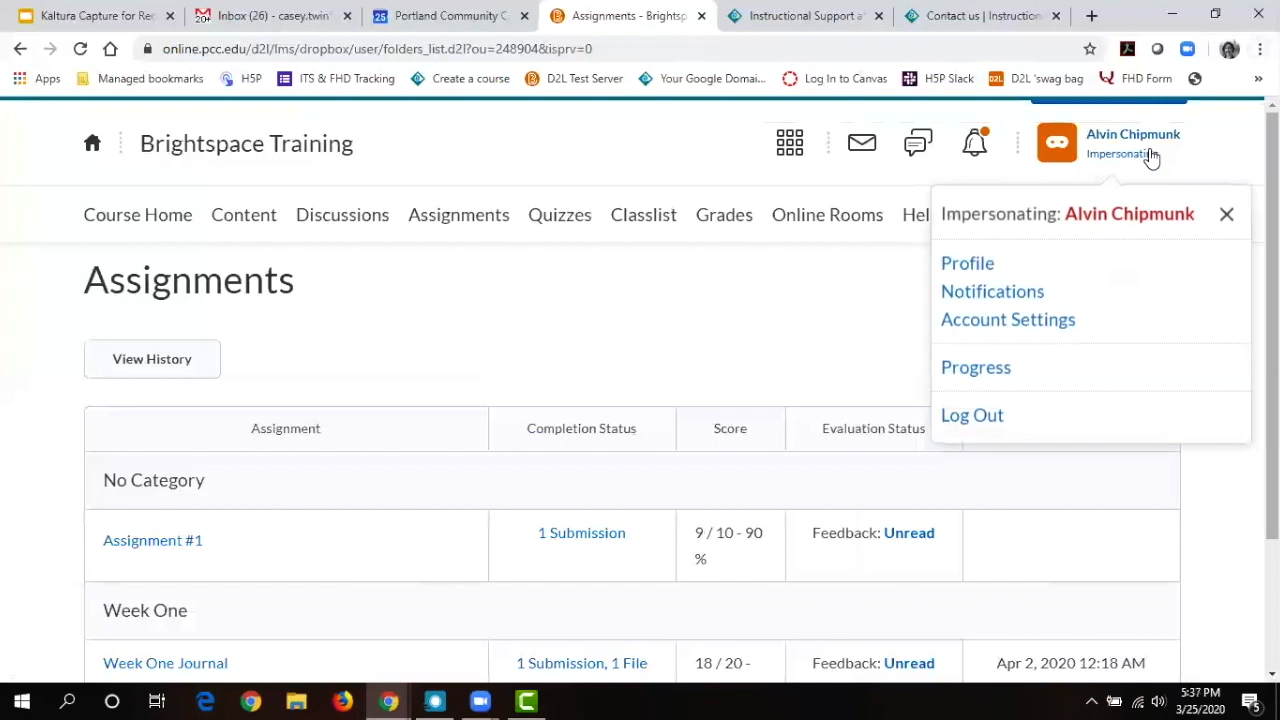 Kaltura Capture for Re
Inbox (26) - casey.twin
25
Portland Community C
Assignments - Brightsp
Instructional Support a
Contact us | Instruction
online.pcc.edu/d2l/lms/dropbox/user/folders_list.d2l?ou=248904&isprv=0
Apps
Managed bookmarks
H5P
ITS & FHD Tracking
Create a course
D2L Test Server
Your Google Domai...
Log In to Canvas
H5P Slack
D2L
D2L 'swag bag
FHD Form
»
Brightspace Training
Alvin Chipmunk
Impersonating
Course Home
Content
Discussions
Assignments
Quizzes
Classlist
Grades
Online Rooms
Hel
Impersonating: Alvin Chipmunk
Profile
Notifications
Account Settings
Progress
Log Out
Assignments
View History
Assignment
Completion Status
Score
Evaluation Status
No Category
Assignment #1
1 Submission
9 / 10 - 90
%
Feedback: Unread
Week One
Week One Journal
1 Submission, 1 File
18 / 20 -
Feedback: Unread
Apr 2, 2020 12:18 AM
5:37 PM
3/25/2020
5